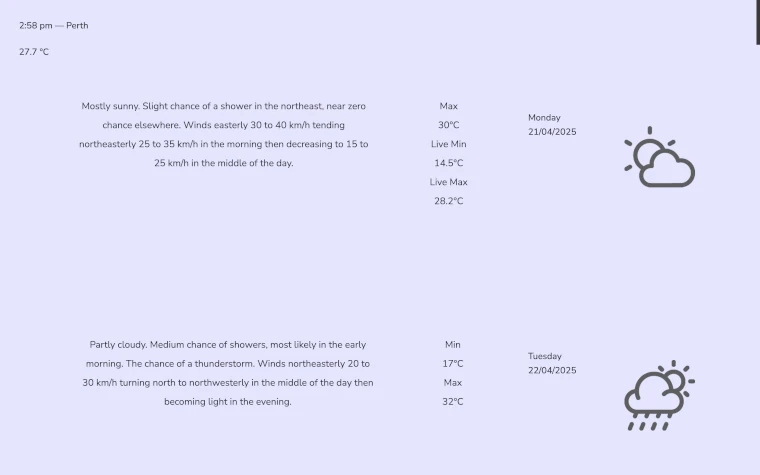 2:58 pm — Perth
27.7 °C
Mostly sunny. Slight chance of a shower in the northeast, near zero
chance elsewhere. Winds easterly 30 to 40 km/h tending
northeasterly 25 to 35 km/h in the morning then decreasing to 15 to
25 km/h in the middle of the day.
Max
30°C
Live Min
14.5°C
Live Max
28.2°C
Monday
21/04/2025
Partly cloudy. Medium chance of showers, most likely in the early
morning. The chance of a thunderstorm. Winds northeasterly 20 to
30 km/h turning north to northwesterly in the middle of the day then
becoming light in the evening.
Min
17°C
Max
32°C
Tuesday
22/04/2025